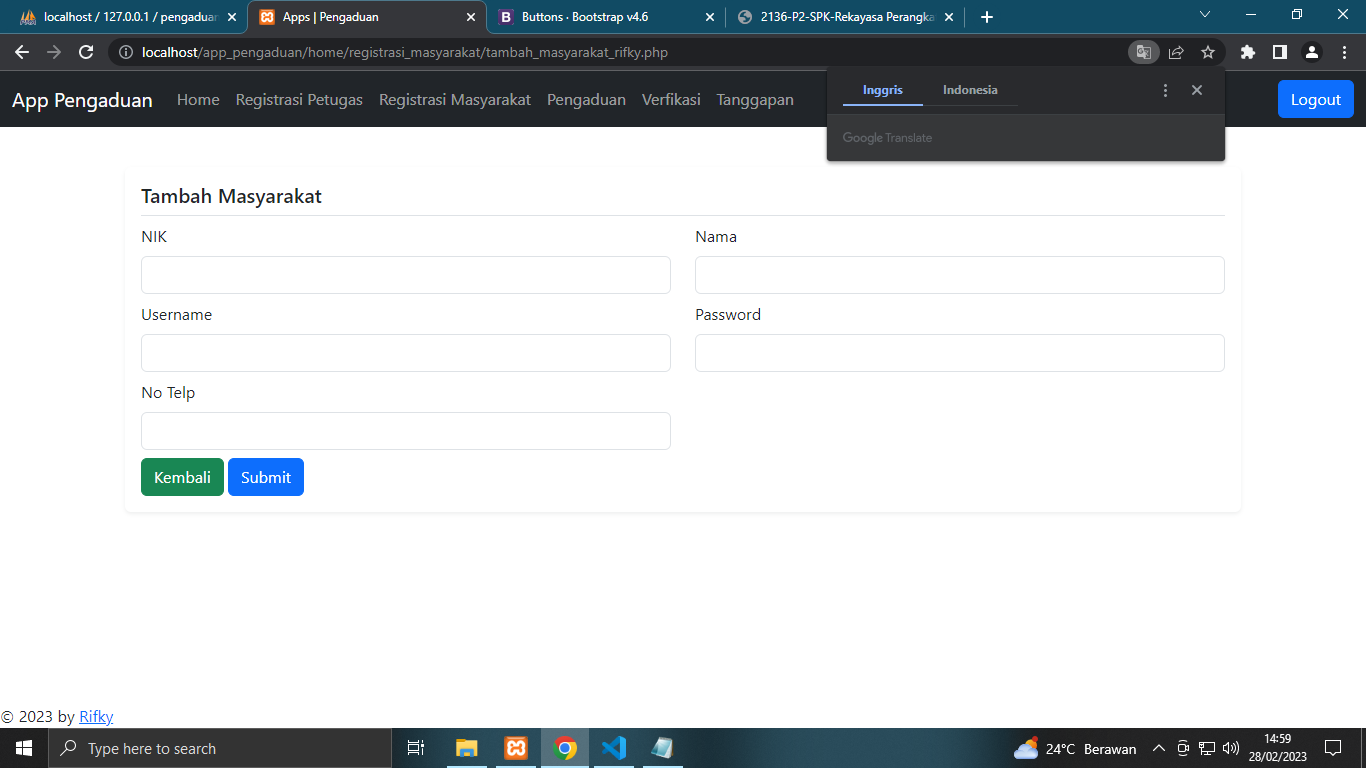 localhost / 127.0.0.1 / pengaduan
Apps | Pengaduan
Buttons · Bootstrap v4.6
2136-P2-SPK-Rekayasa Perangka
localhost/app_pengaduan/home/registrasi_masyarakat/tambah_masyarakat_rifky.php
App Pengaduan Home Registrasi Petugas Registrasi Masyarakat Pengaduan Verfikasi Tanggapan Logout
Inggris Indonesia
Google Translate
Tambah Masyarakat
NIK Nama
Username Password
No Telp
Kembali Submit
© 2023 by Rifky
Type here to search
24°C Berawan
14:59
28/02/2023